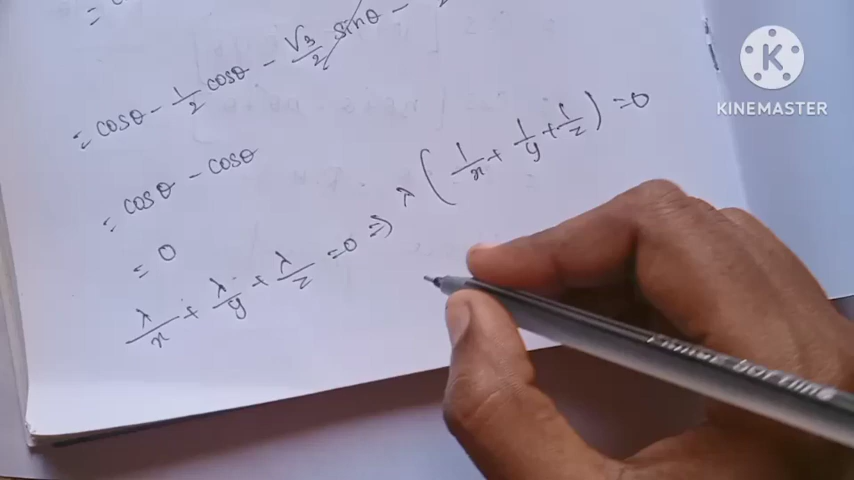 = cosθ - 1/2 cosθ - √3/2 sinθ -
= cosθ - cosθ
= 0
λ/x + λ/y + λ/z = 0 ⇒ λ(1/x + 1/y + 1/z) = 0
KINEMASTER